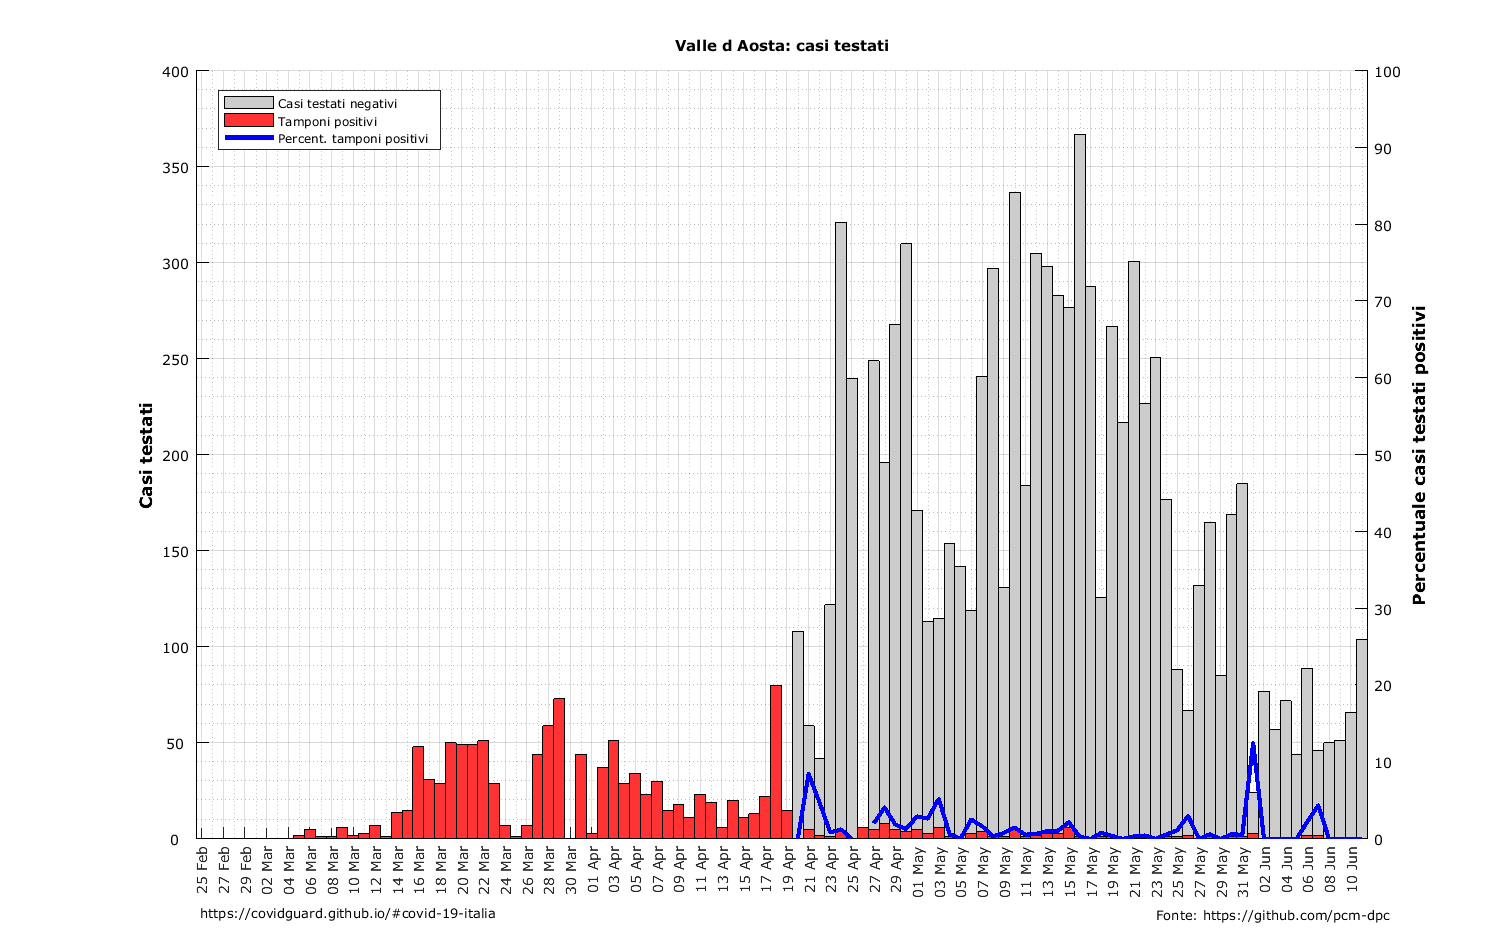 Valle d Aosta: casi testati
Casi testati negativi
Tamponi positivi
Percent. tamponi positivi
Casi testati
400
350
300
250
200
150
100
50
0
100
90
80
70
60
50
40
30
20
10
0
Percentuale casi testati positivi
25 Feb
27 Feb
29 Feb
02 Mar
04 Mar
06 Mar
08 Mar
10 Mar
12 Mar
14 Mar
16 Mar
18 Mar
20 Mar
22 Mar
24 Mar
26 Mar
28 Mar
30 Mar
01 Apr
03 Apr
05 Apr
07 Apr
09 Apr
11 Apr
13 Apr
15 Apr
17 Apr
19 Apr
21 Apr
23 Apr
25 Apr
27 Apr
29 Apr
01 May
03 May
05 May
07 May
09 May
11 May
13 May
15 May
17 May
19 May
21 May
23 May
25 May
27 May
29 May
31 May
02 Jun
04 Jun
06 Jun
08 Jun
10 Jun
https://covidguard.github.io/#covid-19-italia
Fonte: https://github.com/pcm-dpc